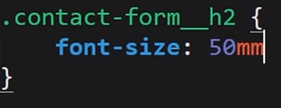 .contact-form__h2 {
    font-size: 50mm
}